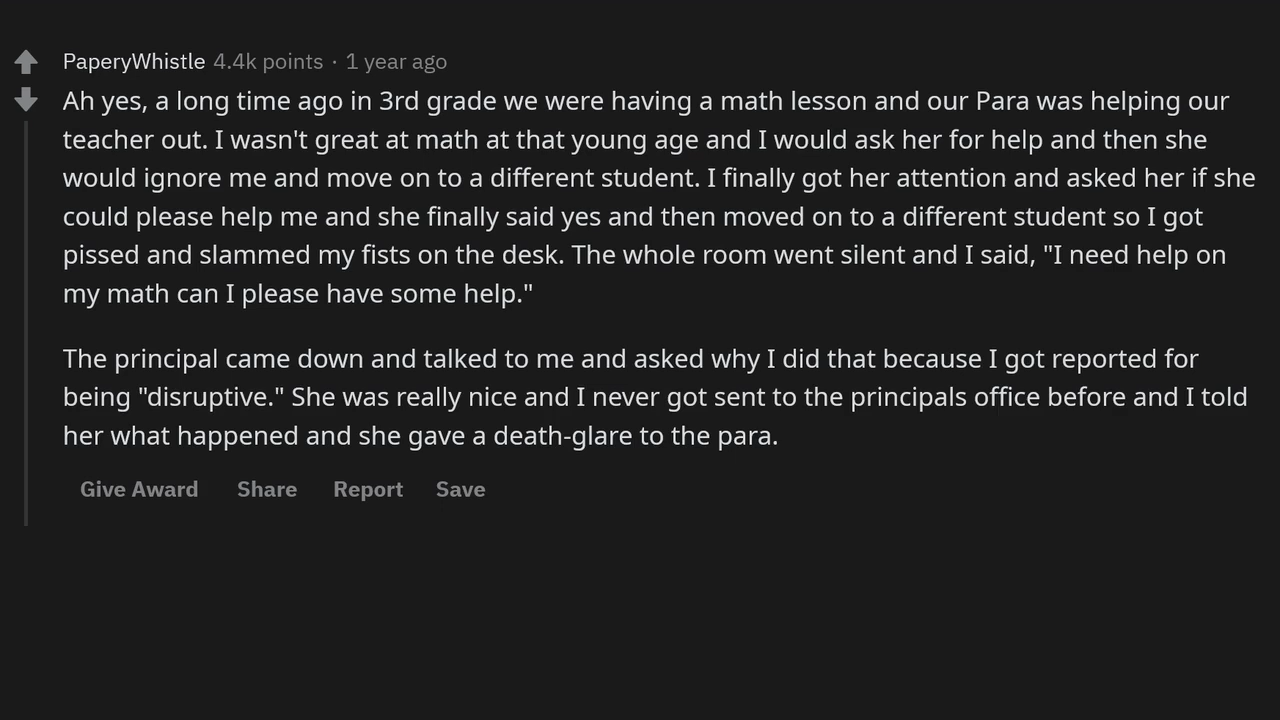 PaperyWhistle 4.4k points · 1 year ago
Ah yes, a long time ago in 3rd grade we were having a math lesson and our Para was helping our
teacher out. I wasn't great at math at that young age and I would ask her for help and then she
would ignore me and move on to a different student. I finally got her attention and asked her if she
could please help me and she finally said yes and then moved on to a different student so I got
pissed and slammed my fists on the desk. The whole room went silent and I said, "I need help on
my math can I please have some help."
The principal came down and talked to me and asked why I did that because I got reported for
being "disruptive." She was really nice and I never got sent to the principals office before and I told
her what happened and she gave a death-glare to the para.
Give Award Share Report Save